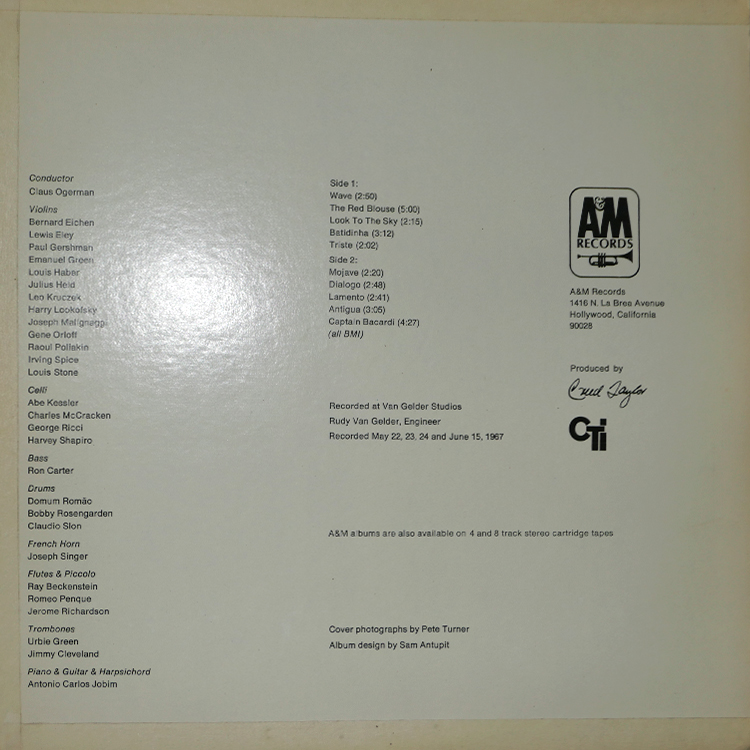 Conductor
Claus Ogerman
Violins
Bernard Eichen
Lewis Eley
Paul Gershman
Emanuel Green
Louis Haber
Julius Held
Leo Kruczek
Harry Lookofsky
Joseph Malignaggi
Gene Orloff
Raoul Poliakin
Irving Spice
Louis Stone
Celli
Abe Kessler
Charles McCracken
George Ricci
Harvey Shapiro
Bass
Ron Carter
Drums
Domum Romão
Bobby Rosengarden
Claudio Slon
French Horn
Joseph Singer
Flutes & Piccolo
Ray Beckenstein
Romeo Penque
Jerome Richardson
Trombones
Urbie Green
Jimmy Cleveland
Piano & Guitar & Harpsichord
Antonio Carlos Jobim
Side 1:
Wave (2:50)
The Red Blouse (5:00)
Look To The Sky (2:15)
Batidinha (3:12)
Triste (2:02)
Side 2:
Mojave (2:20)
Dialogo (2:48)
Lamento (2:41)
Antigua (3:05)
Captain Bacardi (4:27)
(all BMI)
Recorded at Van Gelder Studios
Rudy Van Gelder, Engineer
Recorded May 22, 23, 24 and June 15, 1967
A&M albums are also available on 4 and 8 track stereo cartridge tapes
Cover photographs by Pete Turner
Album design by Sam Antupit
A&M
RECORDS
A&M Records
1416 N. La Brea Avenue
Hollywood, California
90028
Produced by
Creed Taylor
CTi